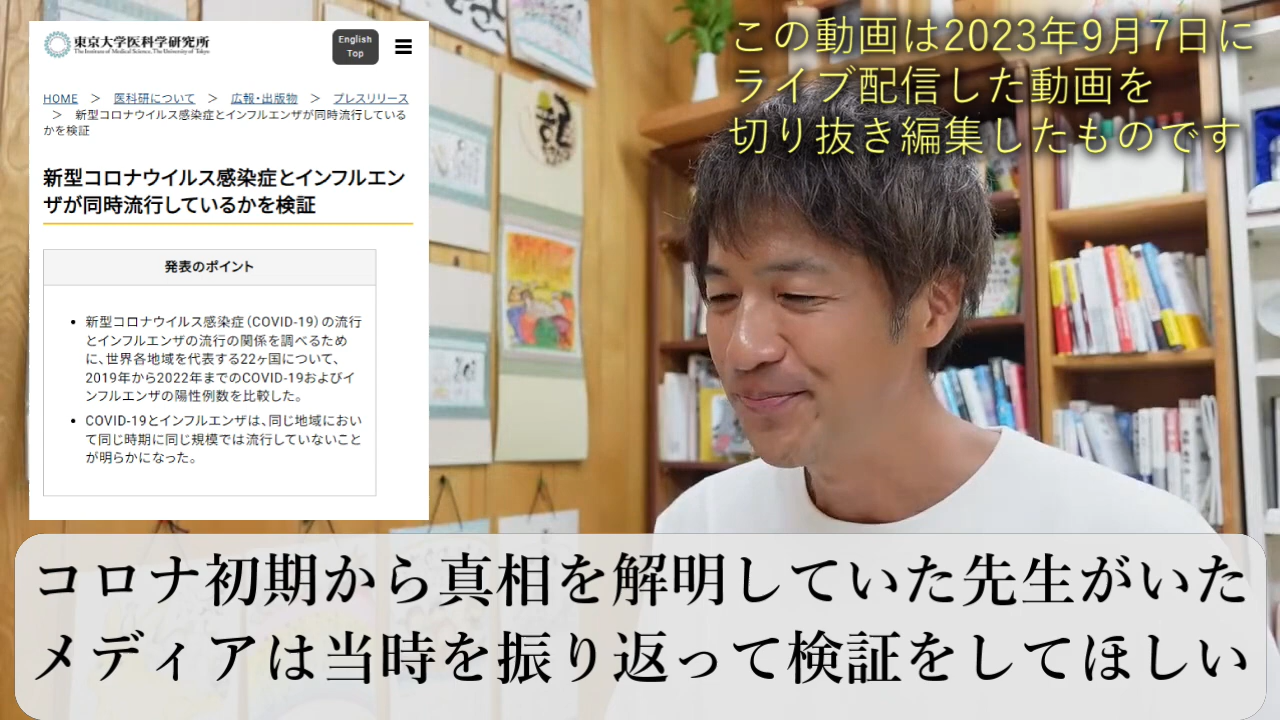 東京大学医科学研究所
The Institute of Medical Science, The University of Tokyo
English
Top
HOME > 医科研について > 広報・出版物 > プレスリリース
> 新型コロナウイルス感染症とインフルエンザが同時流行している
かを検証
新型コロナウイルス感染症とインフルエン
ザが同時流行しているかを検証
発表のポイント
• 新型コロナウイルス感染症(COVID-19)の流行
とインフルエンザの流行の関係を調べるため
に、世界各地域を代表する22ヶ国について、
2019年から2022年までのCOVID-19およびイ
ンフルエンザの陽性例数を比較した。
• COVID-19とインフルエンザは、同じ地域におい
て同じ時期に同じ規模では流行していないこと
が明らかになった。
この動画は2023年9月7日に
ライブ配信した動画を
切り抜き編集したものです
コロナ初期から真相を解明していた先生がいた
メディアは当時を振り返って検証をしてほしい